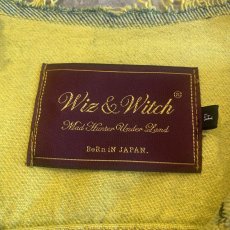 Wiz & Witch ®
Mad Hunter Under Land
BoRn iN JAPAN.